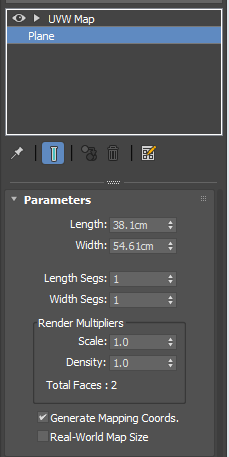 UVW Map
Plane
Parameters
Length: 38.1cm
Width: 54.61cm
Length Segs: 1
Width Segs: 1
Render Multipliers
Scale: 1.0
Density: 1.0
Total Faces : 2
Generate Mapping Coords.
Real-World Map Size